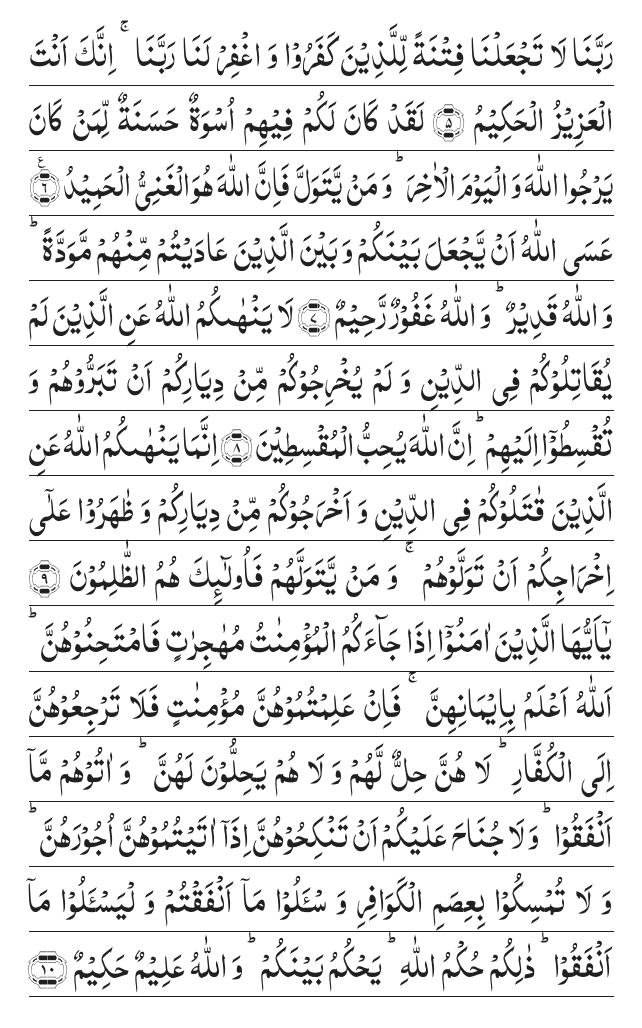 رَبَّنَا لَا تَجْعَلْنَا فِتْنَةً لِّلَّذِيْنَ كَفَرُوْا وَ اغْفِرْ لَنَا رَبَّنَا ۚ اِنَّكَ اَنْتَ
الْعَزِيْزُ الْحَكِيْمُ ۵ لَقَدْ كَانَ لَكُمْ فِيْهِمْ اُسْوَةٌ حَسَنَةٌ لِّمَنْ كَانَ
يَرْجُوا اللّٰهَ وَ الْيَوْمَ الْاٰخِرَ ؕ وَ مَنْ يَّتَوَلَّ فَاِنَّ اللّٰهَ هُوَ الْغَنِيُّ الْحَمِيْدُ ۶ ع
عَسَى اللّٰهُ اَنْ يَّجْعَلَ بَيْنَكُمْ وَ بَيْنَ الَّذِيْنَ عَادَيْتُمْ مِّنْهُمْ مَّوَدَّةً ؕ
وَ اللّٰهُ قَدِيْرٌ ؕ وَ اللّٰهُ غَفُوْرٌ رَّحِيْمٌ ۷ لَا يَنْهٰىكُمُ اللّٰهُ عَنِ الَّذِيْنَ لَمْ
يُقَاتِلُوْكُمْ فِى الدِّيْنِ وَ لَمْ يُخْرِجُوْكُمْ مِّنْ دِيَارِكُمْ اَنْ تَبَرُّوْهُمْ وَ
تُقْسِطُوْۤا اِلَيْهِمْ ؕ اِنَّ اللّٰهَ يُحِبُّ الْمُقْسِطِيْنَ ۸ اِنَّمَا يَنْهٰىكُمُ اللّٰهُ عَنِ
الَّذِيْنَ قٰتَلُوْكُمْ فِى الدِّيْنِ وَ اَخْرَجُوْكُمْ مِّنْ دِيَارِكُمْ وَ ظٰهَرُوْا عَلٰۤى
اِخْرَاجِكُمْ اَنْ تَوَلَّوْهُمْ ۚ وَ مَنْ يَّتَوَلَّهُمْ فَاُولٰٓئِكَ هُمُ الظّٰلِمُوْنَ ۹
يٰۤاَيُّهَا الَّذِيْنَ اٰمَنُوْۤا اِذَا جَآءَكُمُ الْمُؤْمِنٰتُ مُهٰجِرٰتٍ فَامْتَحِنُوْهُنَّ ؕ
اَللّٰهُ اَعْلَمُ بِاِيْمَانِهِنَّ ۚ فَاِنْ عَلِمْتُمُوْهُنَّ مُؤْمِنٰتٍ فَلَا تَرْجِعُوْهُنَّ
اِلَى الْكُفَّارِ ؕ لَا هُنَّ حِلٌّ لَّهُمْ وَ لَا هُمْ يَحِلُّوْنَ لَهُنَّ ؕ وَ اٰتُوْهُمْ مَّاۤ
اَنْفَقُوْا ؕ وَ لَا جُنَاحَ عَلَيْكُمْ اَنْ تَنْكِحُوْهُنَّ اِذَاۤ اٰتَيْتُمُوْهُنَّ اُجُوْرَهُنَّ ؕ
وَ لَا تُمْسِكُوْا بِعِصَمِ الْكَوَافِرِ وَ سْـَٔلُوْا مَاۤ اَنْفَقْتُمْ وَ لْيَسْـَٔلُوْا مَاۤ
اَنْفَقُوْا ؕ ذٰلِكُمْ حُكْمُ اللّٰهِ ؕ يَحْكُمُ بَيْنَكُمْ ؕ وَ اللّٰهُ عَلِيْمٌ حَكِيْمٌ ۱۰